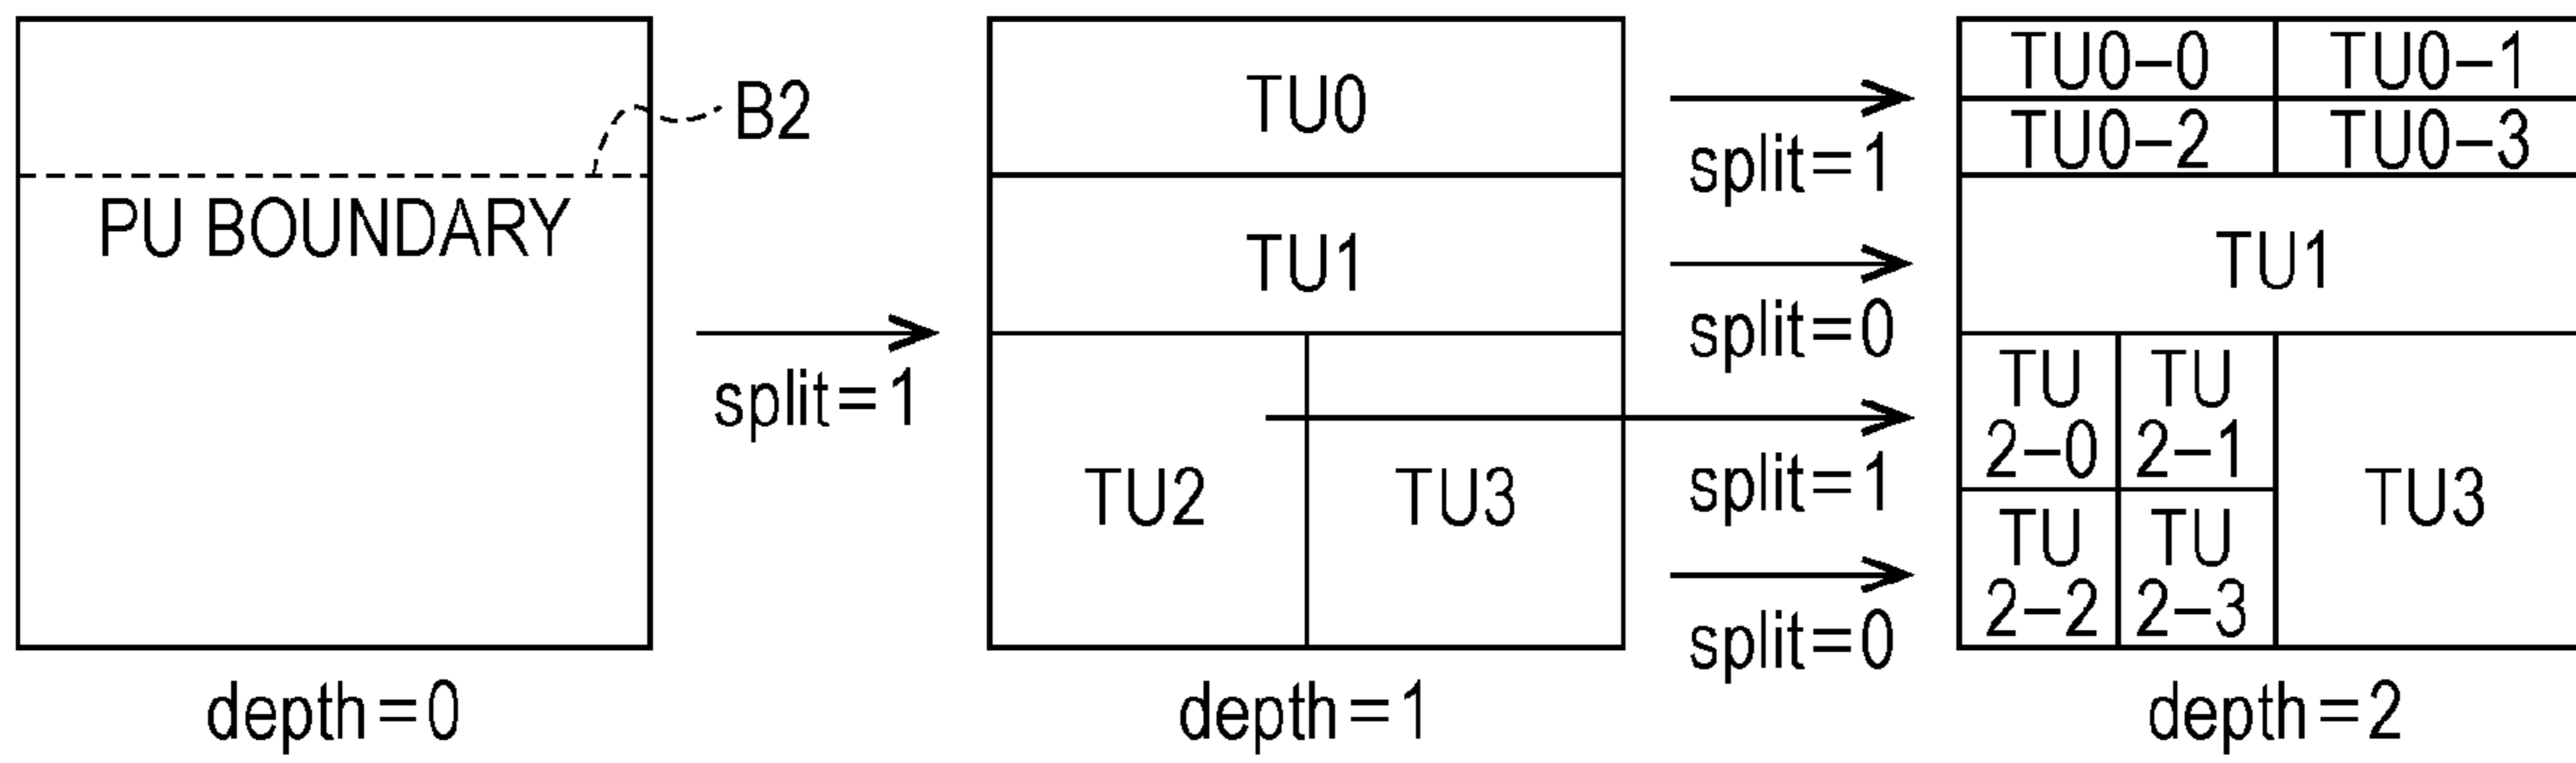 B2
PU BOUNDARY
split=1
depth=0
TU0
TU1
TU2 TU3
depth=1
split=1
split=0
split=1
split=0
TU0–0 TU0–1
TU0–2 TU0–3
TU1
TU TU
2–0 2–1
TU3
TU TU
2–2 2–3
depth=2